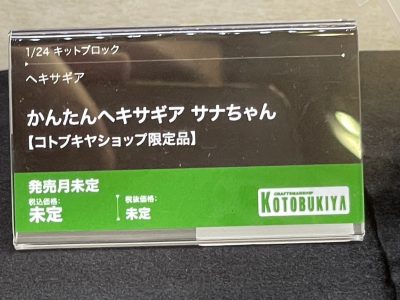 1/24 キットブロック
ヘキサギア
かんたんヘキサギア サナちゃん
【コトブキヤショップ限定品】
発売月未定
税込価格: 税抜価格:
未定 未定
CRAFTSMANSHIP
KOTOBUKIYA